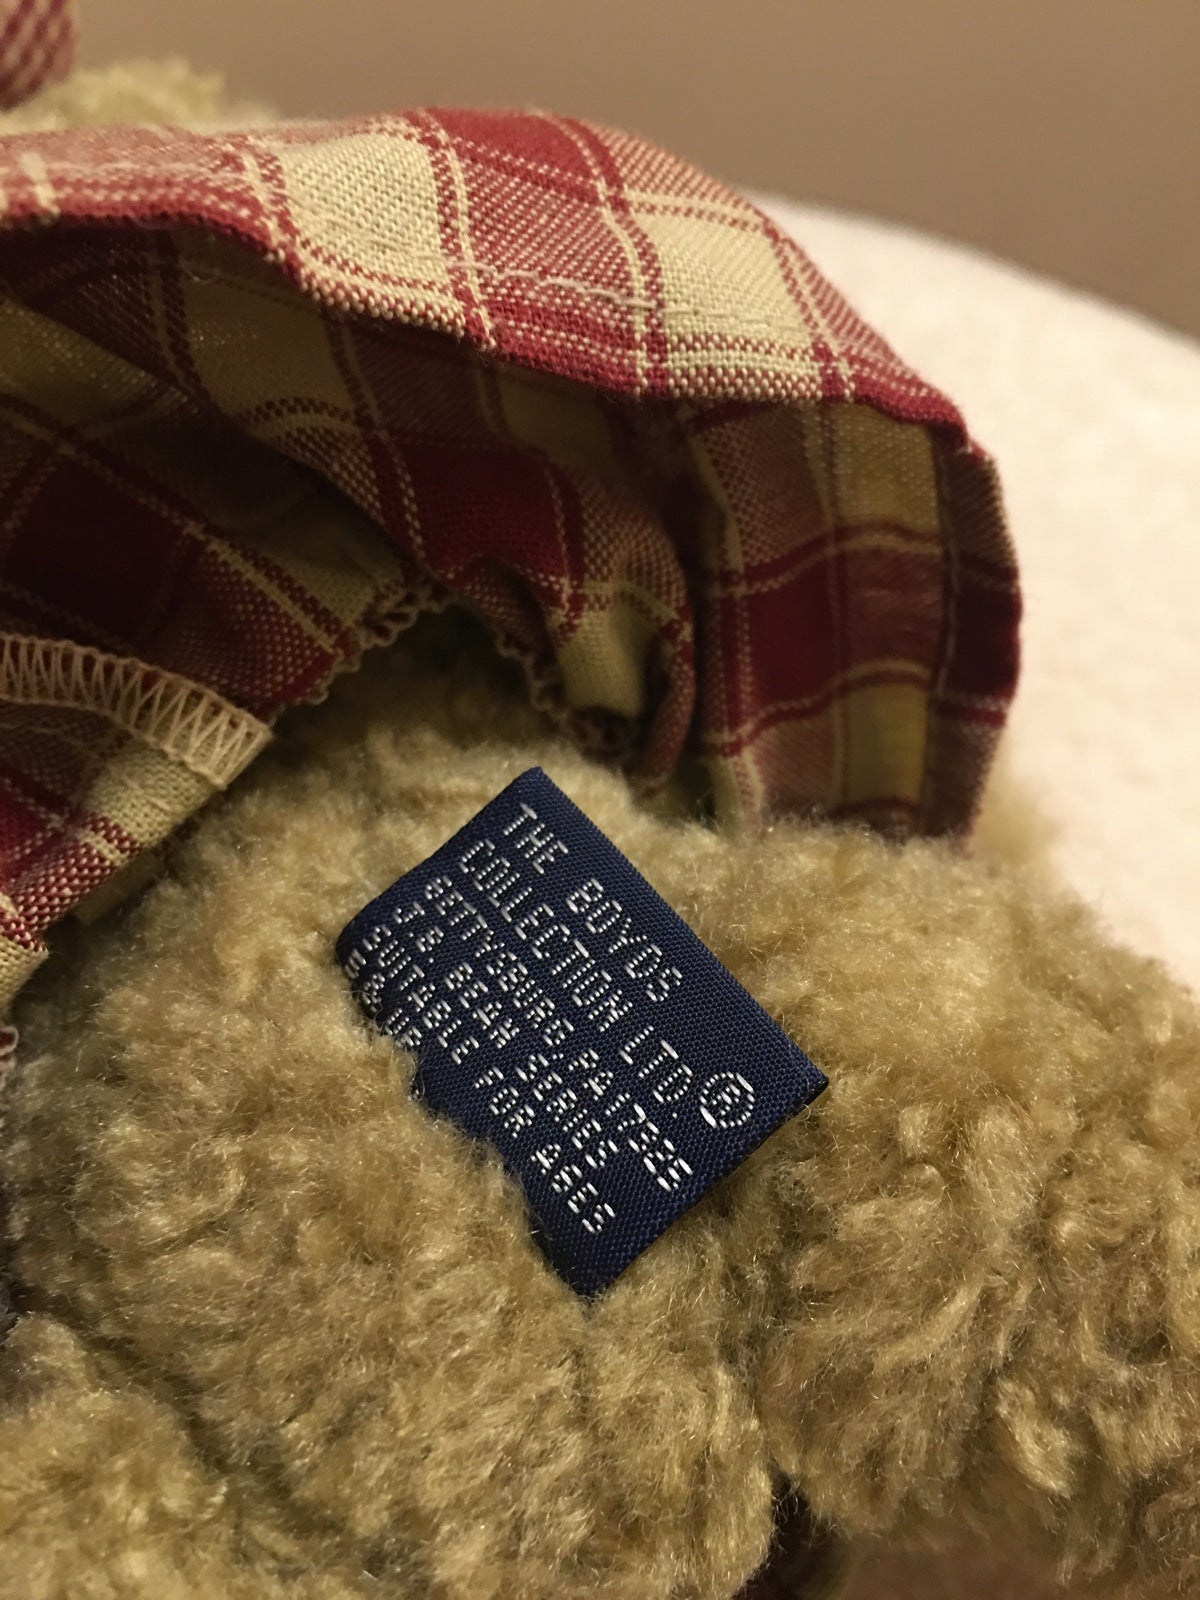 THE BOYDS
COLLECTION LTD.®
GETTYSBURG, PA 17325
J.B. BEAN SERIES
SUITABLE FOR AGES